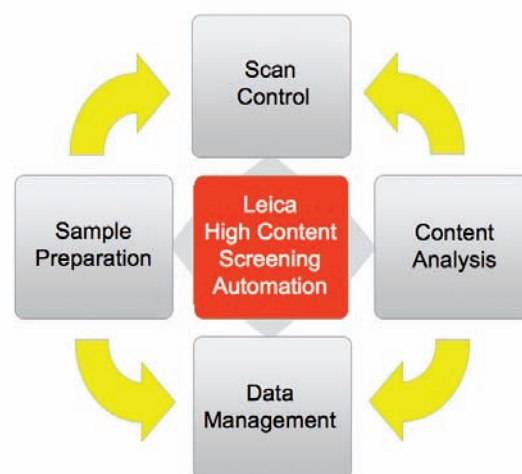 Scan
Control
Sample
Preparation
Leica
High Content
Screening
Automation
Content
Analysis
Data
Management